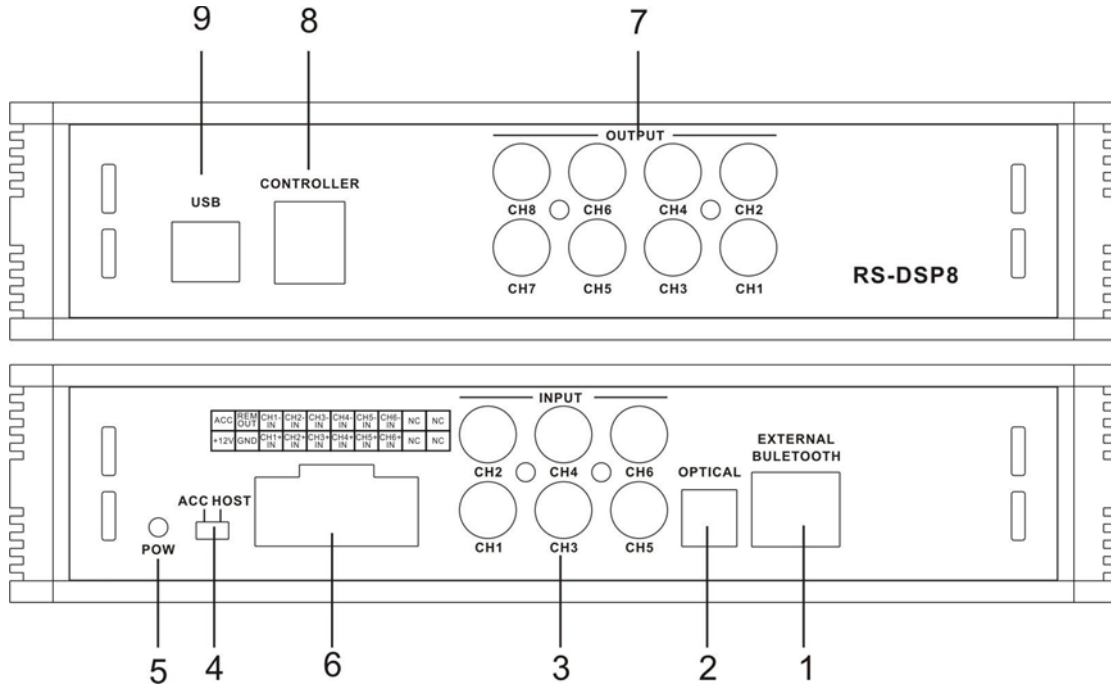 9 8 7
OUTPUT
CONTROLLER
USB
CH8 CH6 CH4 CH2
CH7 CH5 CH3 CH1
RS-DSP8
INPUT
ACC REM OUT CH1- IN CH2- IN CH3- IN CH4- IN CH5- IN CH6- IN NC NC
+12V GND CH1+ IN CH2+ IN CH3+ IN CH4+ IN CH5+ IN CH6+ IN NC NC
EXTERNAL
BULETOOTH
CH2 CH4 CH6
OPTICAL
ACC HOST
POW
CH1 CH3 CH5
5 4 6 3 2 1